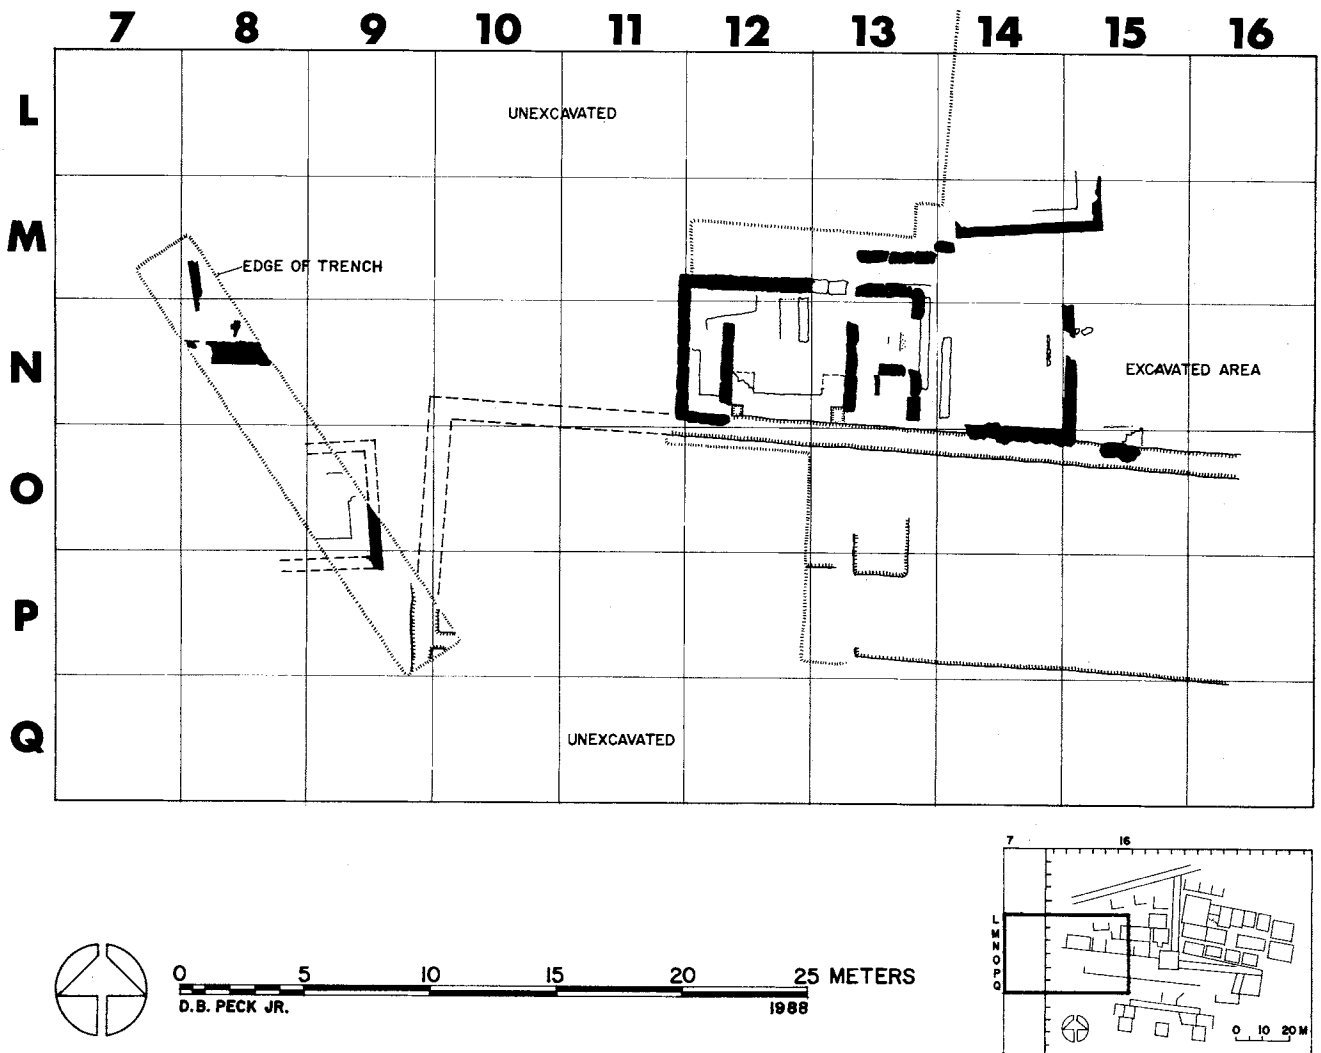 7 8 9 10 11 12 13 14 15 16
L
UNEXCAVATED
M
EDGE OF TRENCH
N
EXCAVATED AREA
O
P
Q
UNEXCAVATED
7 16
L
M
N
O
P
Q
0 5 10 15 20 25 METERS
D.B. PECK JR. 1988
0 10 20 M